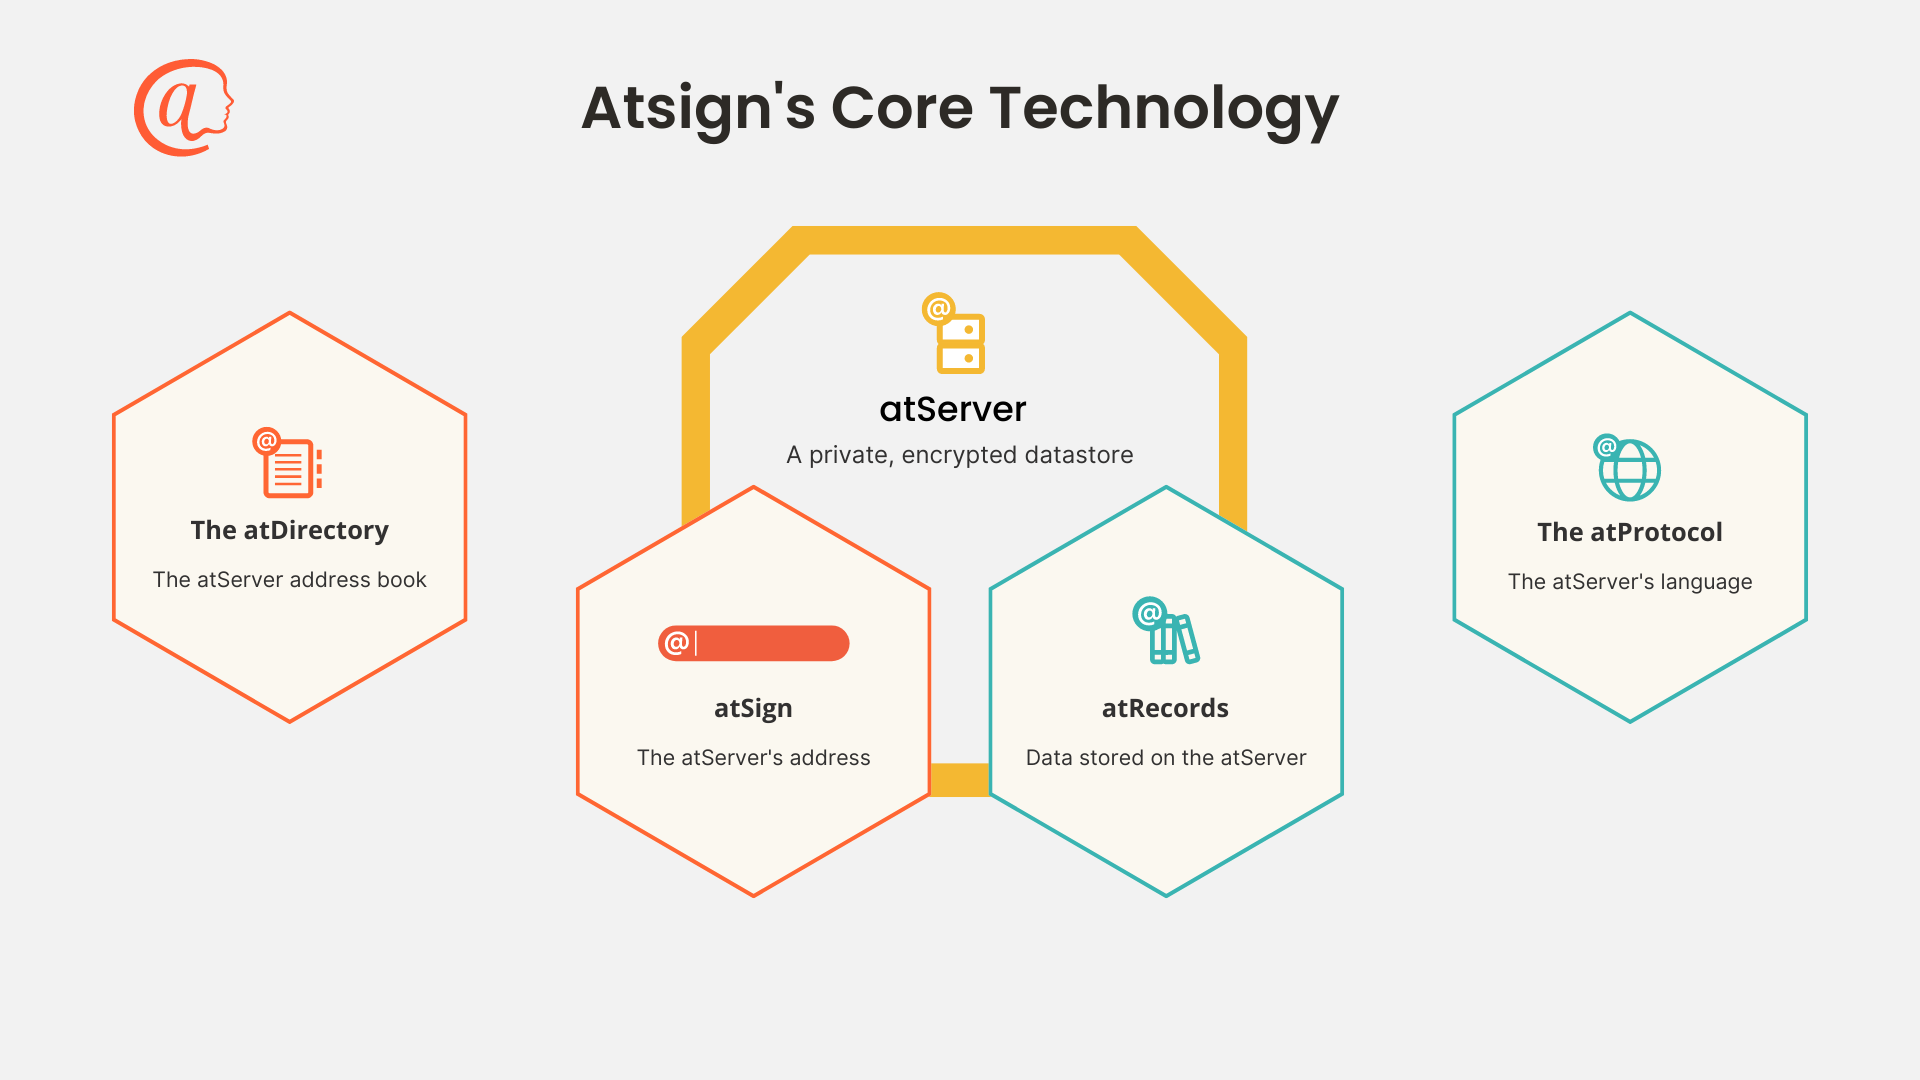 Atsign's Core Technology
@
atServer
A private, encrypted datastore
@
The atDirectory
The atServer address book
@
The atProtocol
The atServer's language
@
atSign
The atServer's address
@
atRecords
Data stored on the atServer